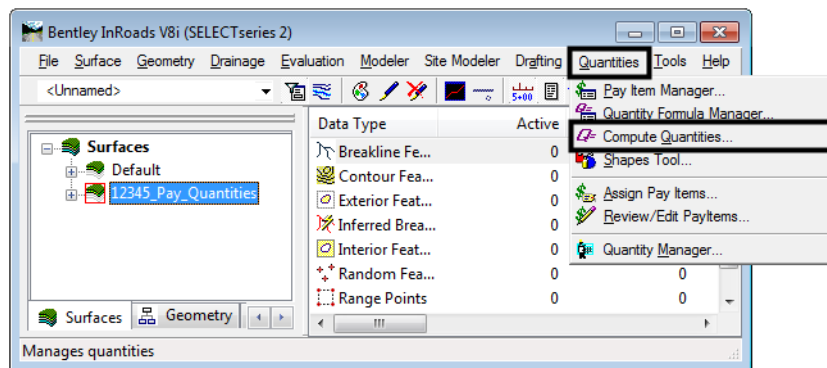 Bentley InRoads V8i (SELECTseries 2)
File Surface Geometry Drainage Evaluation Modeler Site Modeler Drafting Quantities Tools Help
<Unnamed>
5+00
Pay Item Manager...
Quantity Formula Manager...
Compute Quantities...
Shapes Tool...
Assign Pay Items...
Review/Edit PayItems...
Quantity Manager...
Surfaces
Default
12345_Pay_Quantities
Data Type Active
Breakline Fe... 0
Contour Fea... 0
Exterior Feat... 0
Inferred Brea... 0
Interior Feat... 0
Random Fea... 0 0
Range Points 0 0
Surfaces Geometry
Manages quantities